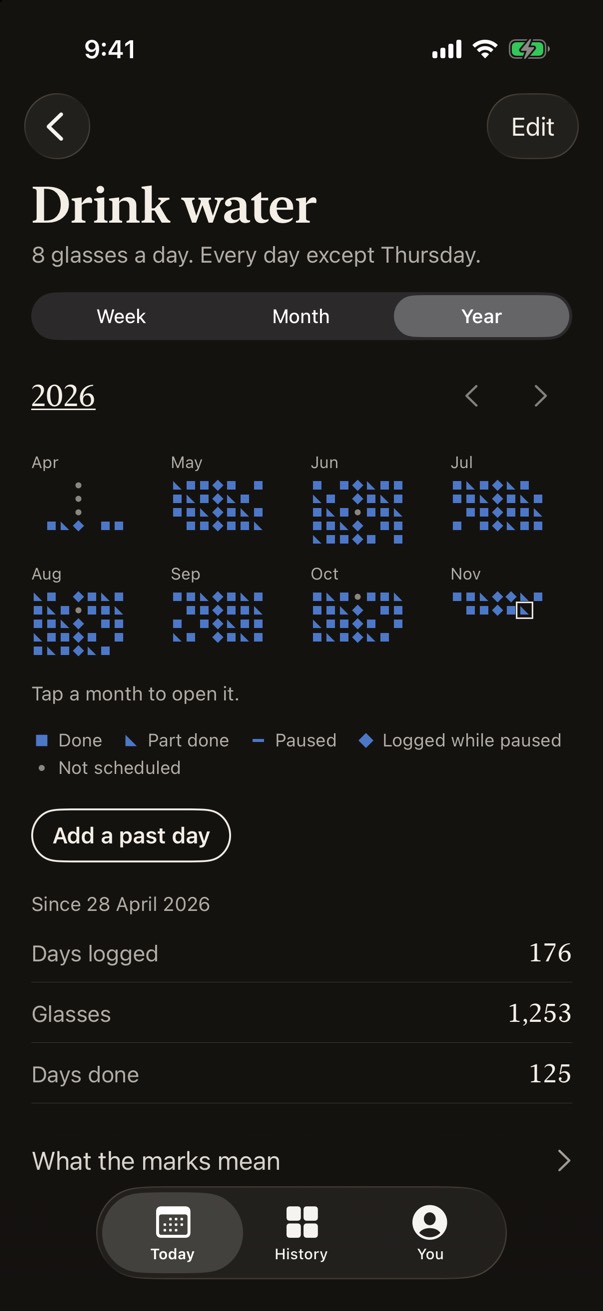 9:41
Edit
Drink water
8 glasses a day. Every day except Thursday.
Week Month Year
2026
Apr May Jun Jul
Aug Sep Oct Nov
Tap a month to open it.
Done Part done Paused Logged while paused
Not scheduled
Add a past day
Since 28 April 2026
Days logged 176
Glasses 1,253
Days done 125
What the marks mean
Today History You